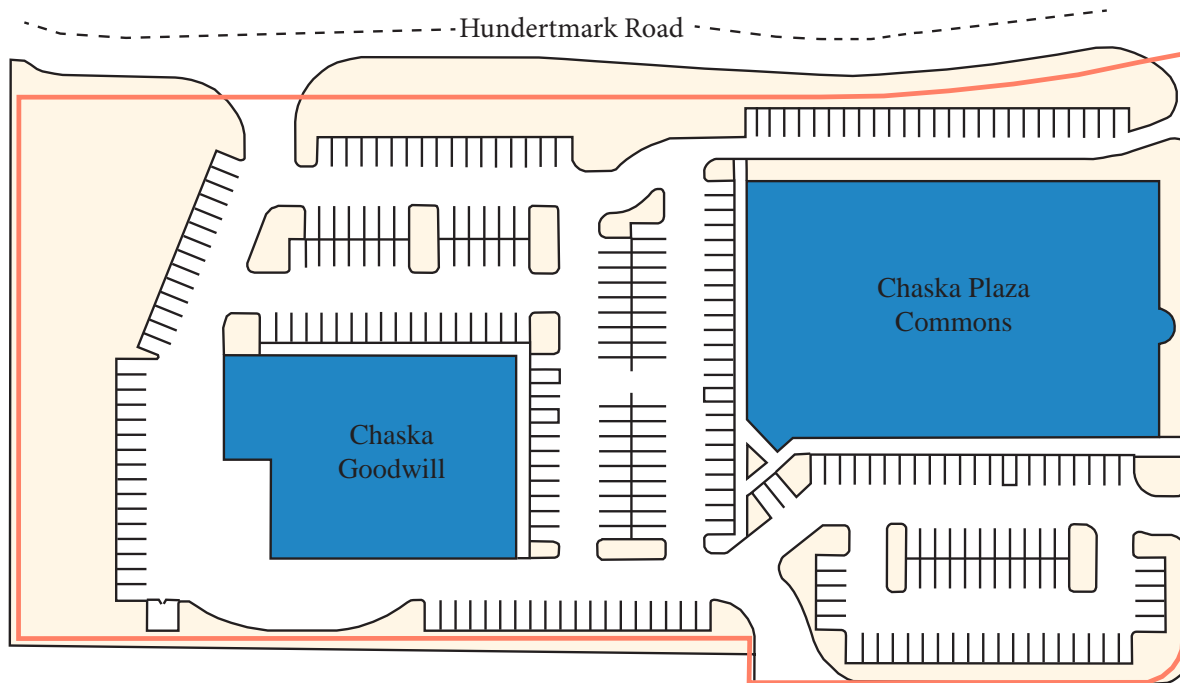 Hundertmark Road
Chaska Plaza
Commons
Chaska
Goodwill